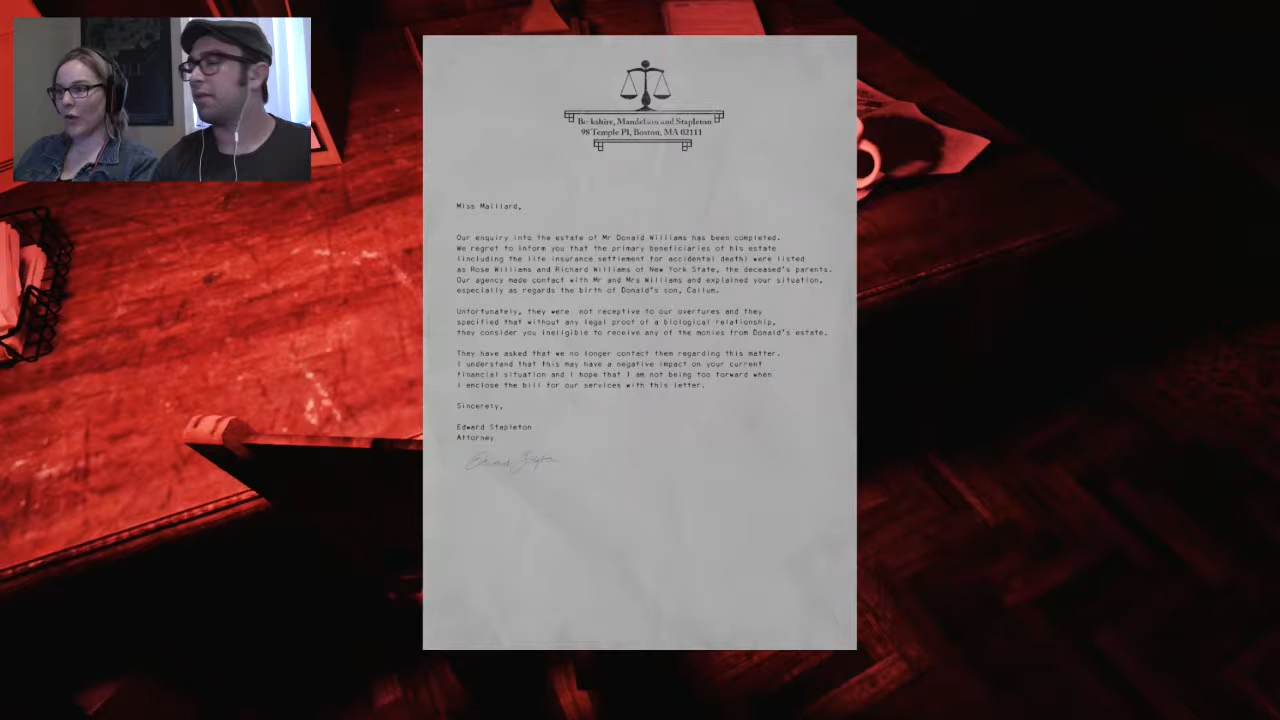 Mandelson and Stapleton
98 Temple Pl, Boston, MA 02111
Miss Maillard,
Our enquiry into the estate of Mr Donald Williams has been completed.
We regret to inform you that the primary beneficiaries of his estate
(including the life insurance settlement for accidental death) were listed
as Rose Williams and Richard Williams of New York State, the deceased's parents.
Our agency made contact with Mr and Mrs Williams and explained your situation,
especially as regards the birth of Donald's son, Callum.
Unfortunately, they were not receptive to our overtures and they
specified that without any legal proof of a biological relationship,
they consider you ineligible to receive any of the monies from Donald's estate.
They have asked that we no longer contact them regarding this matter.
I understand that this may have a negative impact on your current
financial situation and I hope that I am not being too forward when
I enclose the bill for our services with this letter.
Sincerely,
Edward Stapleton
Attorney